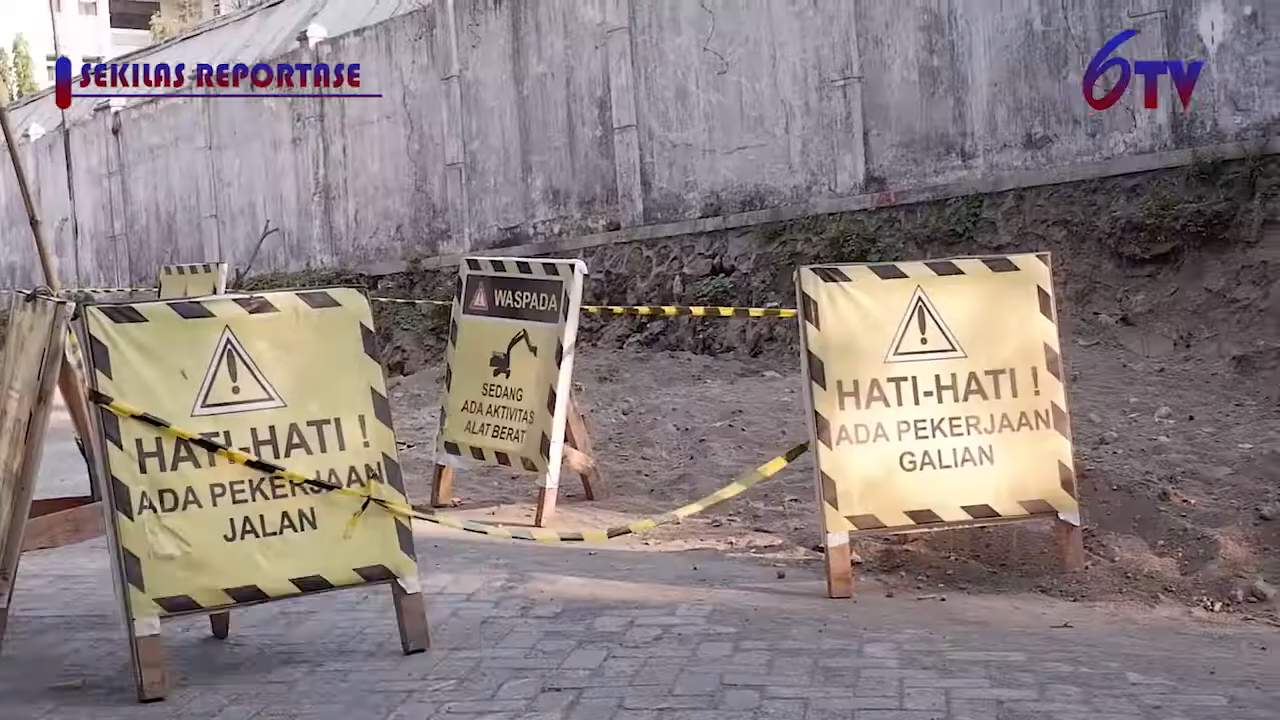 SEKILAS REPORTASE
6TV
WASPADA
SEDANG
ADA AKTIVITAS
ALAT BERAT
HATI-HATI !
ADA PEKERJAAN
GALIAN
HATI-HATI !
ADA PEKERJAAN
JALAN